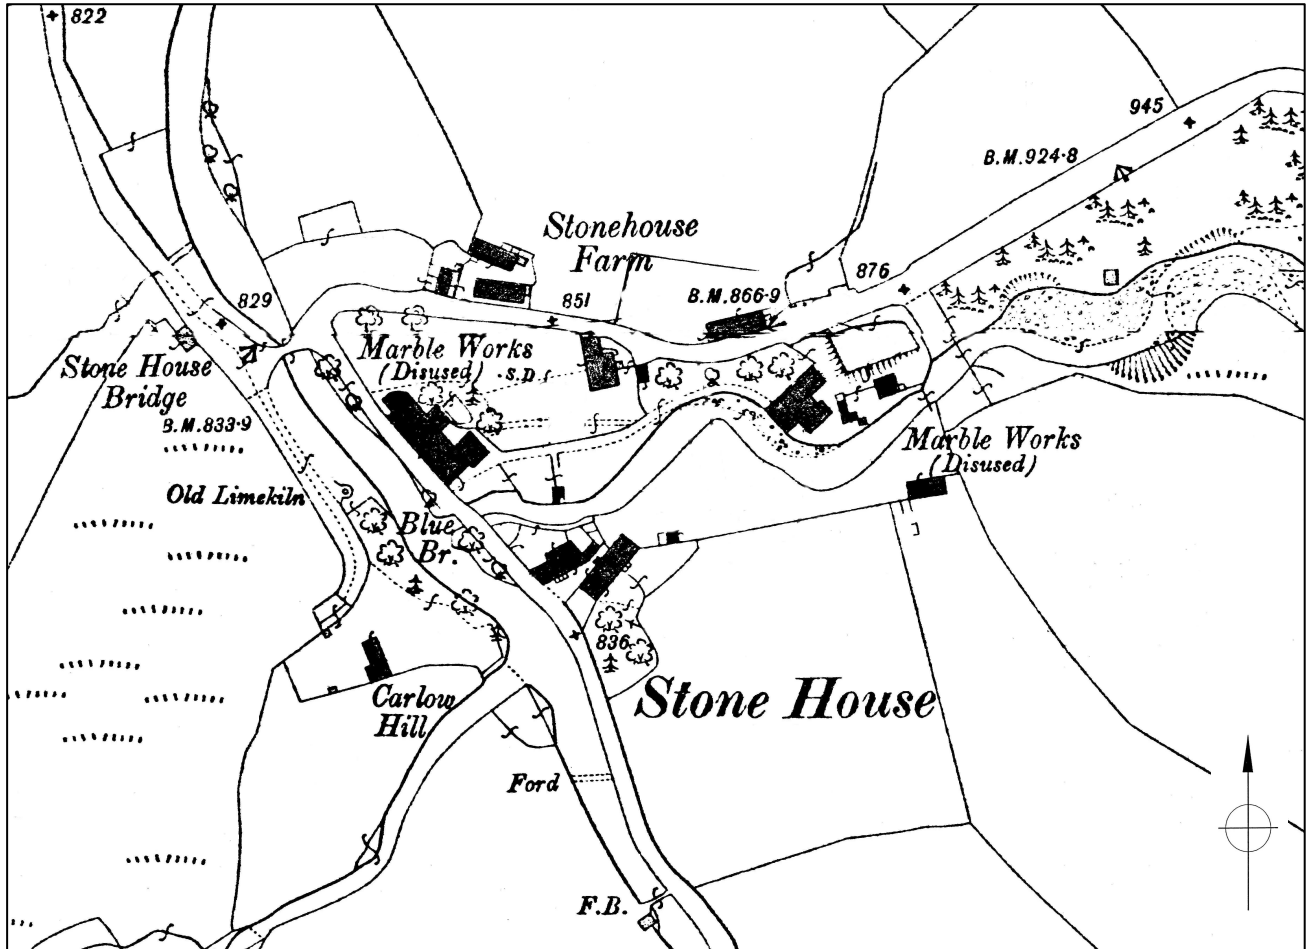 822
945
B.M.924·8
Stonehouse
Farm
876
829
851
B.M.866·9
Marble Works
(Disused)
S.D
Stone House
Bridge
B.M.833·9
Marble Works
(Disused)
Old Limekiln
Blue
Br.
836
Stone House
Carlow
Hill
Ford
F.B.